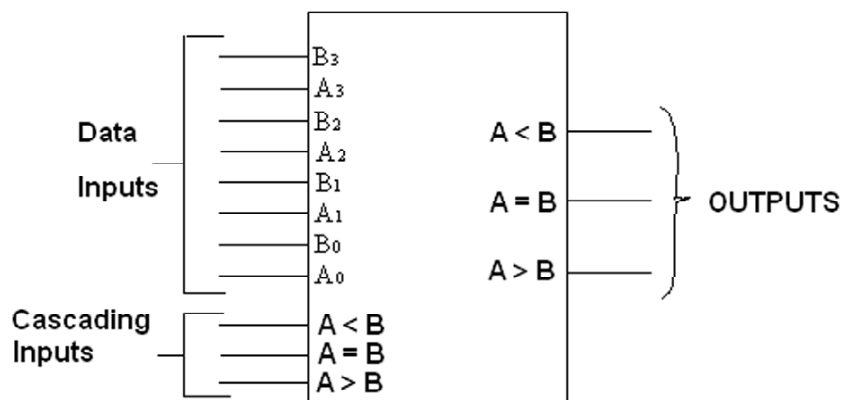 Data
Inputs
B₃
A₃
B₂
A₂
B₁
A₁
B₀
A₀
Cascading
Inputs
A < B
A = B
A > B
A < B
A = B
A > B
OUTPUTS